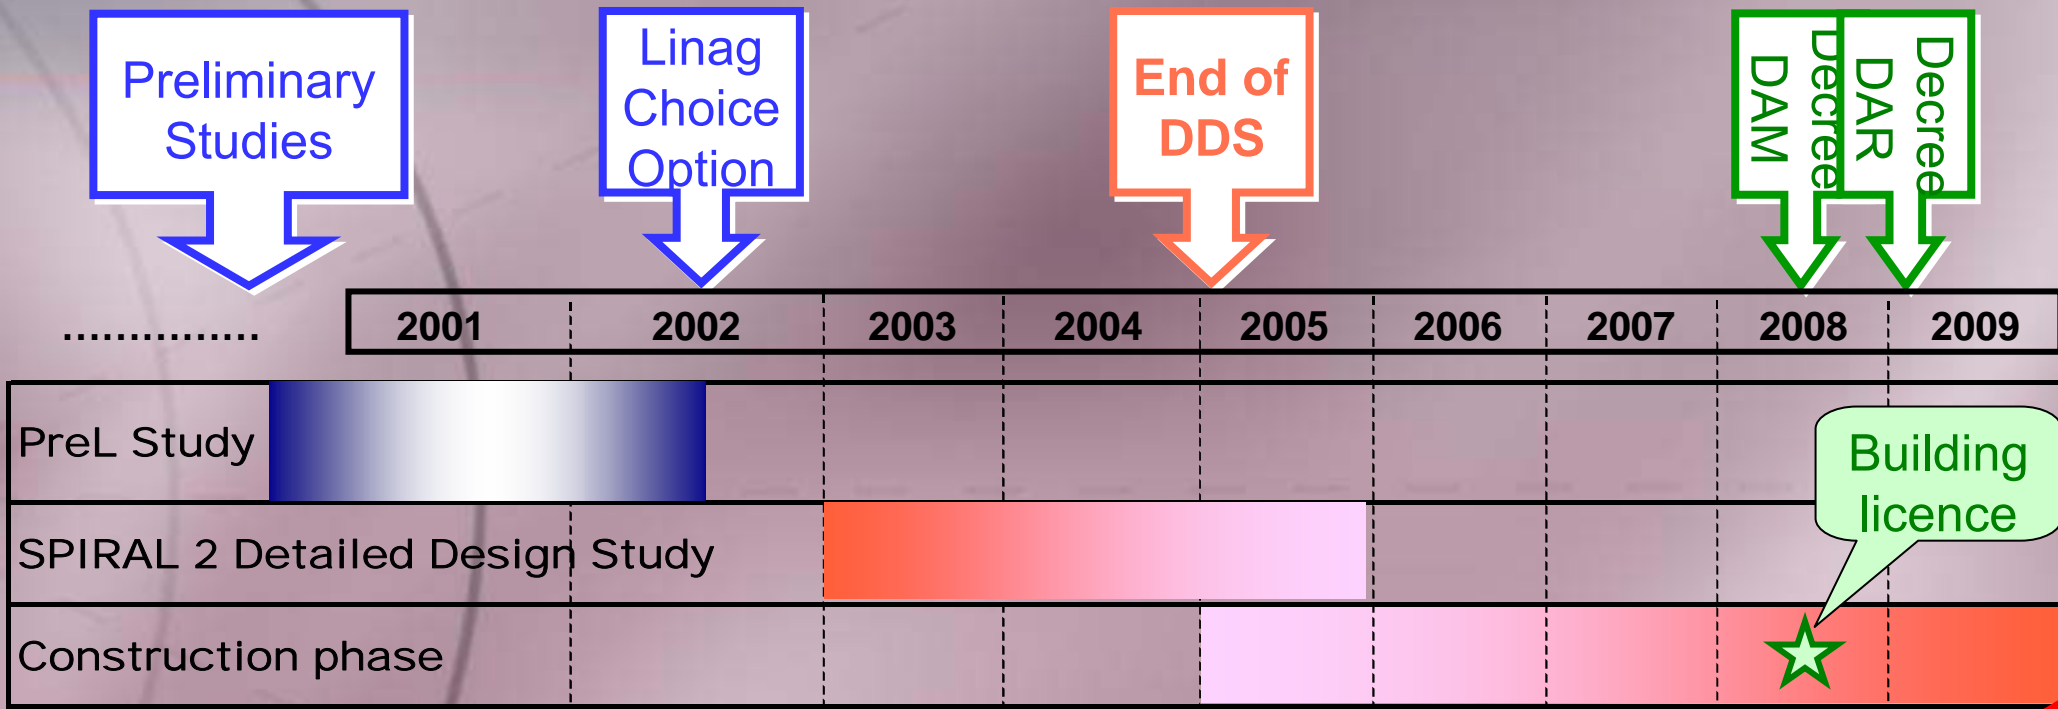 Preliminary
Studies
Linag
Choice
Option
End of
DDS
Decree
DAM
Decree
DAR
...............
2001
2002
2003
2004
2005
2006
2007
2008
2009
PreL Study
SPIRAL 2 Detailed Design Study
Construction phase
Building
licence